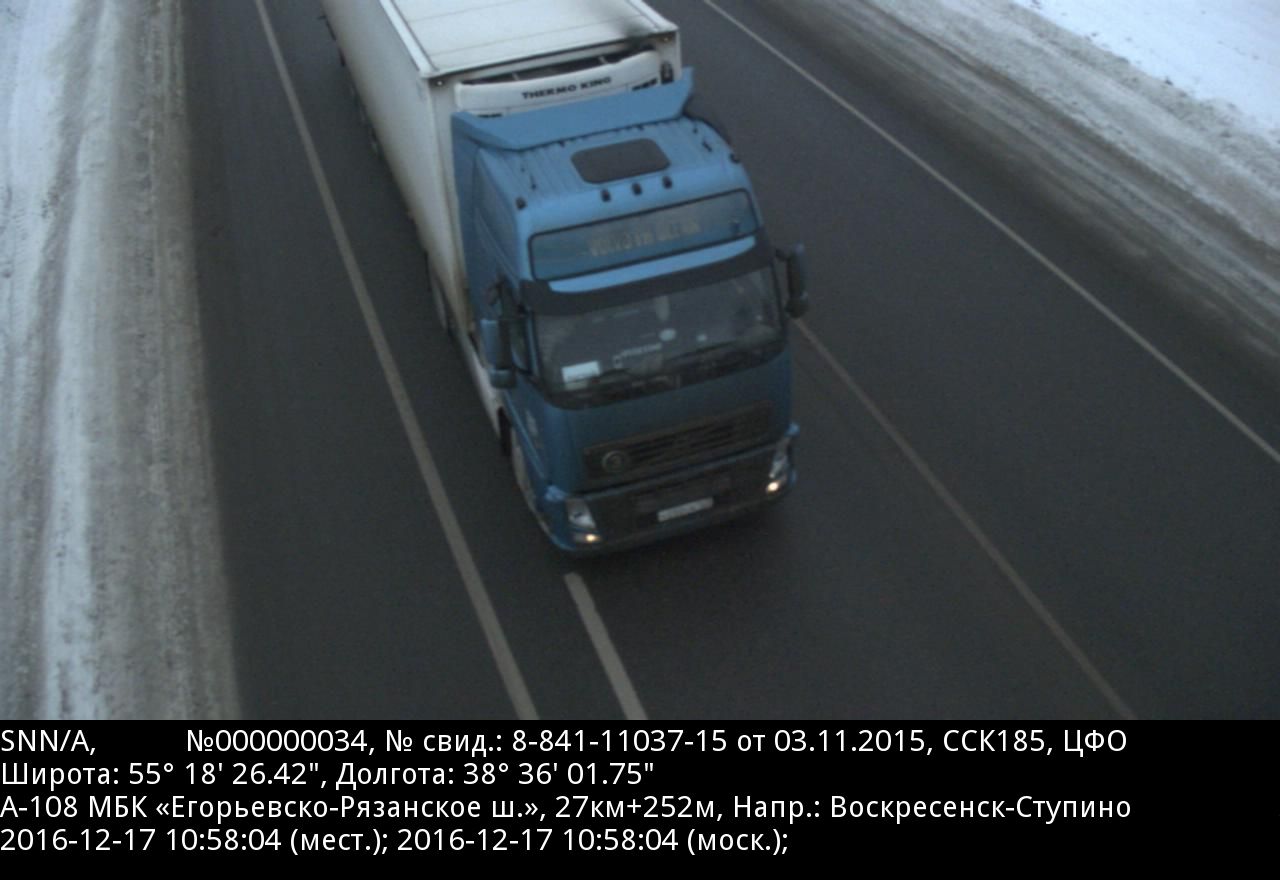 THERMO KING
SNN/A, №000000034, № свид.: 8-841-11037-15 от 03.11.2015, ССК185, ЦФО
Широта: 55° 18' 26.42", Долгота: 38° 36' 01.75"
А-108 МБК «Егорьевско-Рязанское ш.», 27км+252м, Напр.: Воскресенск-Ступино
2016-12-17 10:58:04 (мест.); 2016-12-17 10:58:04 (моск.);